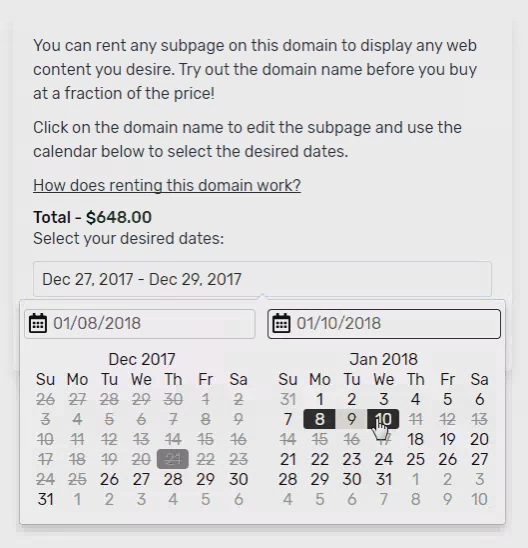 You can rent any subpage on this domain to display any web
content you desire. Try out the domain name before you buy
at a fraction of the price!
Click on the domain name to edit the subpage and use the
calendar below to select the desired dates.
How does renting this domain work?
Total - $648.00
Select your desired dates:
Dec 27, 2017 - Dec 29, 2017
01/08/2018
01/10/2018
Dec 2017
Su Mo Tu We Th Fr Sa
26 27 28 29 30 1 2
3 4 5 6 7 8 9
10 11 12 13 14 15 16
17 18 19 20 21 22 23
24 25 26 27 28 29 30
31 1 2 3 4 5 6
Jan 2018
Su Mo Tu We Th Fr Sa
31 1 2 3 4 5 6
7 8 9 10 11 12 13
14 15 16 17 18 19 20
21 22 23 24 25 26 27
28 29 30 31 1 2 3
4 5 6 7 8 9 10